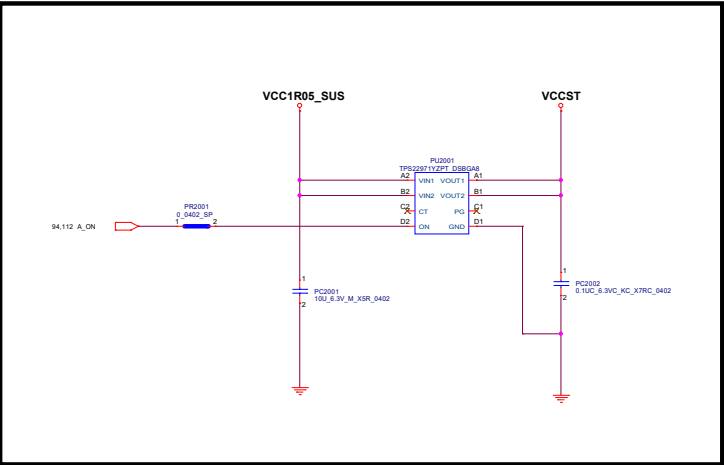 VCC1R05_SUS
VCCST
PU2001
TPS22971YZPT_DSBGA8
A2 VIN1 VOUT1 A1
B2 VIN2 VOUT2 B1
C2 CT PG C1
D2 ON GND D1
PR2001
0_0402_SP
1 2
94,112 A_ON
1
PC2001
10U_6.3V_M_X5R_0402
2
1
PC2002
0.1UC_6.3VC_KC_X7RC_0402
2